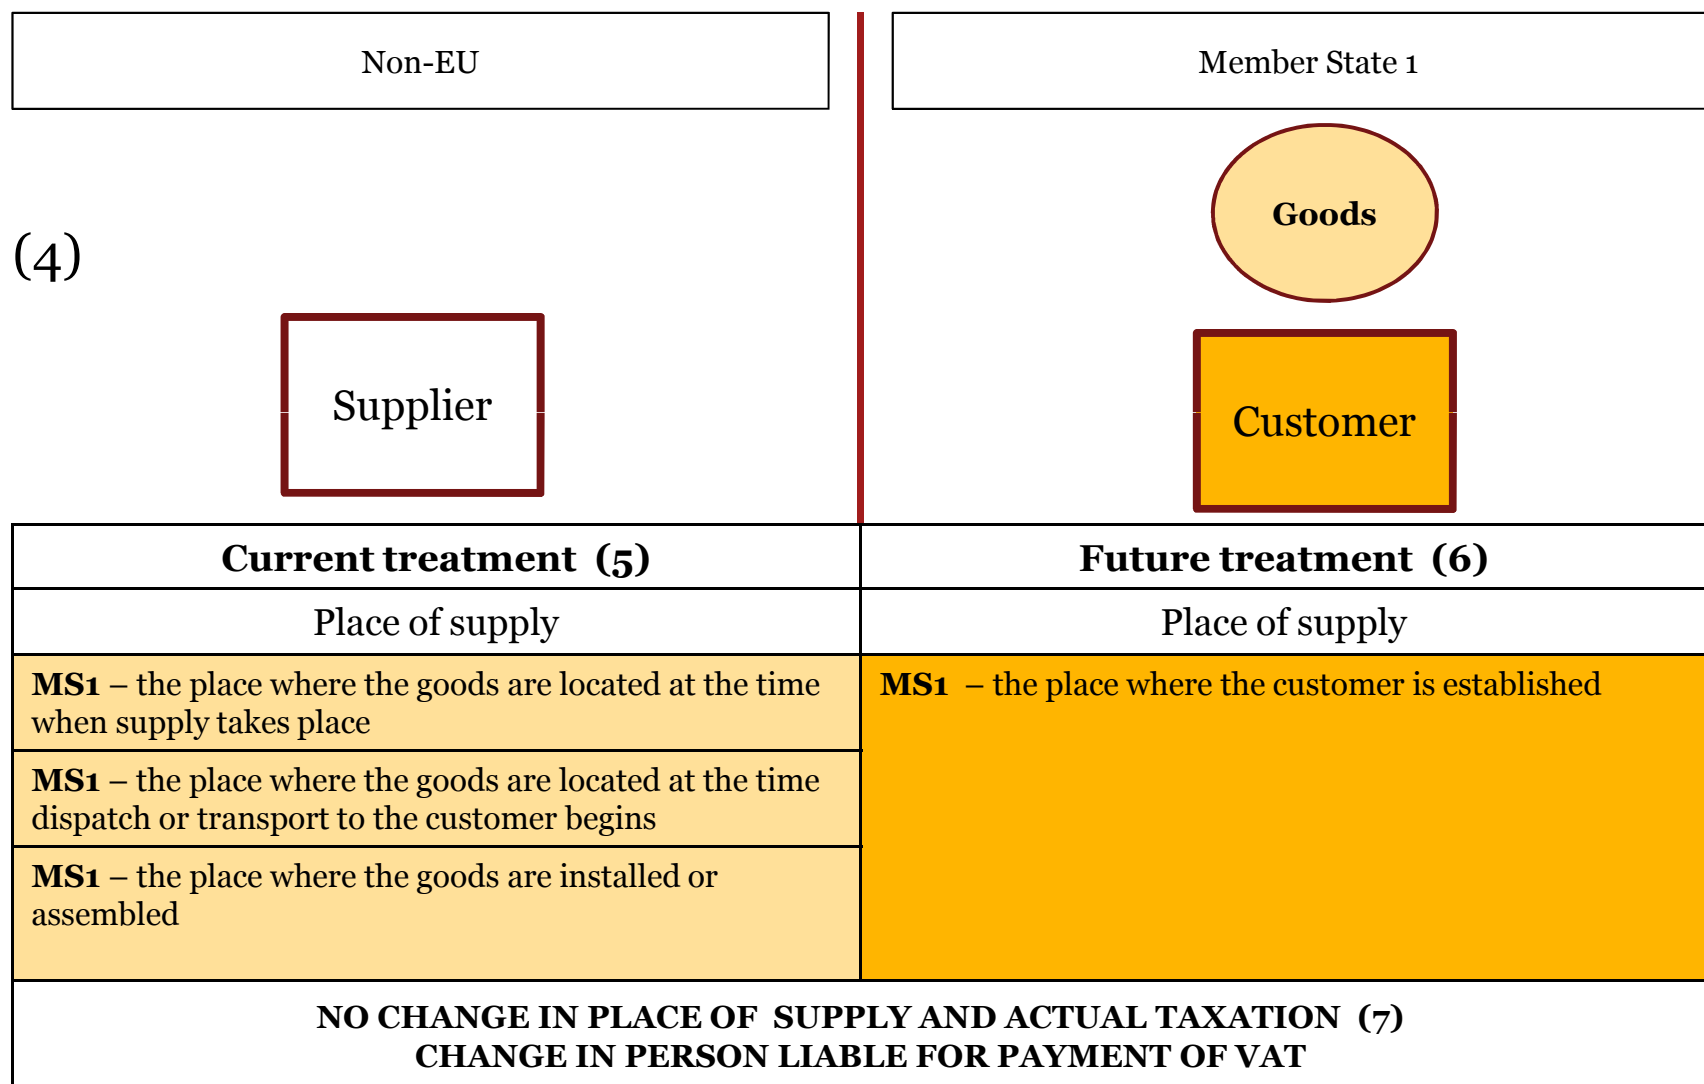 Non-EU
Member State 1
Goods
(4)
Supplier
Customer
Current treatment (5)
Future treatment (6)
Place of supply
Place of supply
MS1 – the place where the goods are located at the time
when supply takes place
MS1 – the place where the customer is established
MS1 – the place where the goods are located at the time
dispatch or transport to the customer begins
MS1 – the place where the goods are installed or
assembled
NO CHANGE IN PLACE OF SUPPLY AND ACTUAL TAXATION (7)
CHANGE IN PERSON LIABLE FOR PAYMENT OF VAT